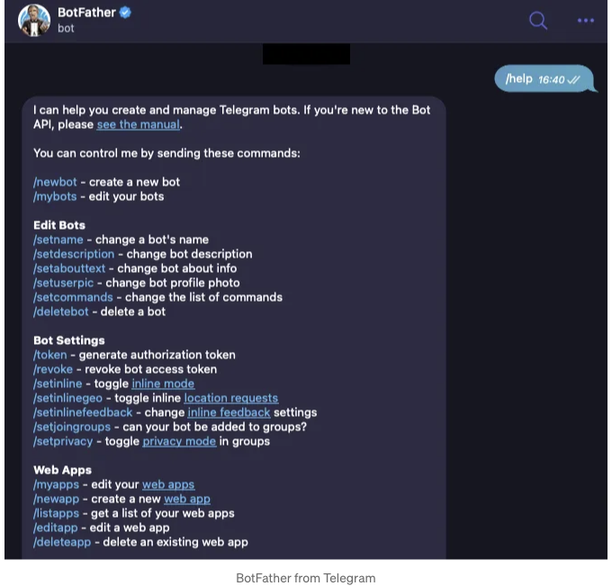 BotFather
bot
/help 16:40
I can help you create and manage Telegram bots. If you're new to the Bot
API, please see the manual.
You can control me by sending these commands:
/newbot - create a new bot
/mybots - edit your bots
Edit Bots
/setname - change a bot's name
/setdescription - change bot description
/setabouttext - change bot about info
/setuserpic - change bot profile photo
/setcommands - change the list of commands
/deletebot - delete a bot
Bot Settings
/token - generate authorization token
/revoke - revoke bot access token
/setinline - toggle inline mode
/setinlinegeo - toggle inline location requests
/setinlinefeedback - change inline feedback settings
/setjoingroups - can your bot be added to groups?
/setprivacy - toggle privacy mode in groups
Web Apps
/myapps - edit your web apps
/newapp - create a new web app
/listapps - get a list of your web apps
/editapp - edit a web app
/deleteapp - delete an existing web app
BotFather from Telegram